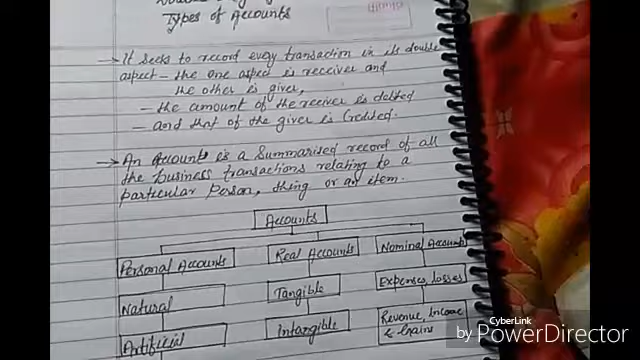 Types of Accounts
→ It seeks to record every transaction in its double
aspect - the one aspect is receiver and
the other is giver,
- the amount of the reciver is debited
- and that of the giver is Credited.
→ An Account is a Summarised record of all
the business transactions relating to a
particular Person, thing or an item.
Accounts
Personal Accounts
Real Accounts
Nominal Accounts
Natural
Tangible
Expenses, losses
Artificial
Intangible
Revenue, Income
& Gains
CyberLink
by PowerDirector